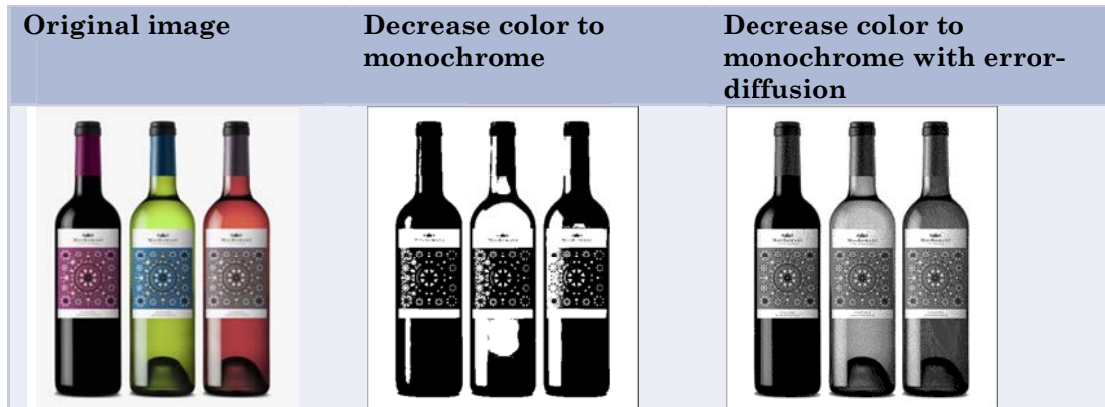 Original image
Decrease color to
monochrome
Decrease color to
monochrome with error-
diffusion